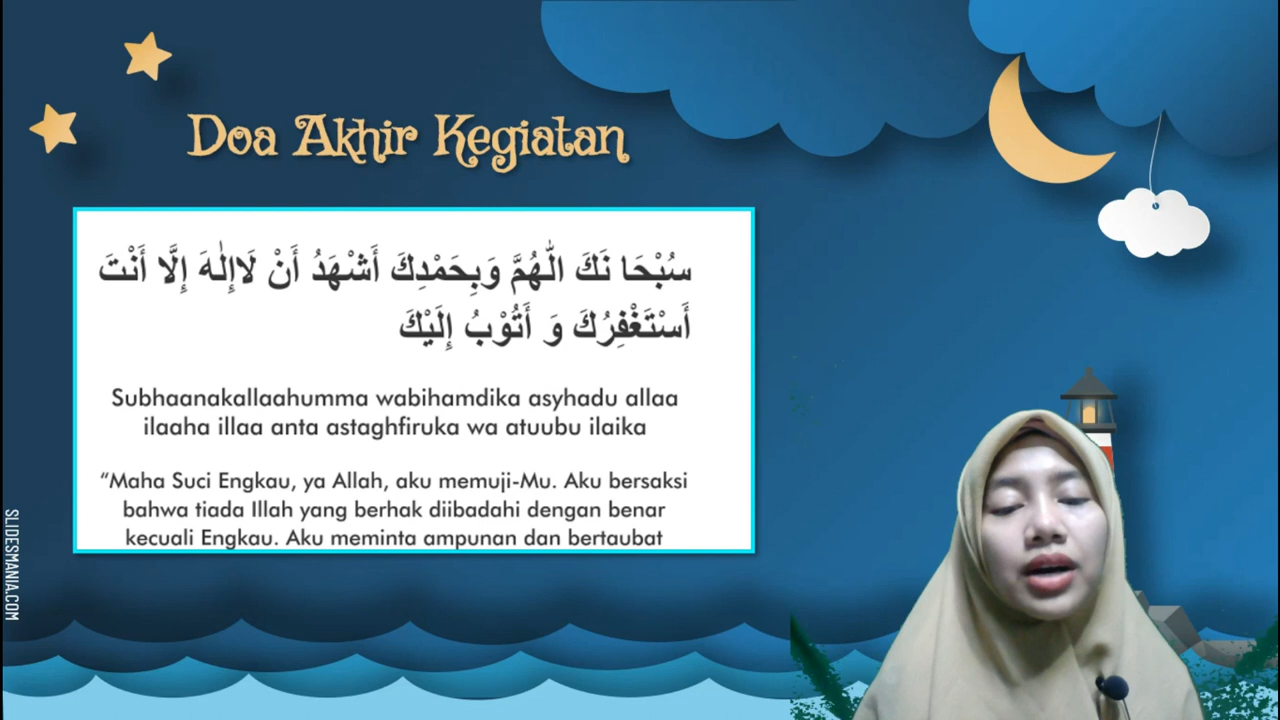 Doa Akhir Kegiatan
سُبْحَا نَكَ اللّٰهُمَّ وَبِحَمْدِكَ أَشْهَدُ أَنْ لَاإِلٰهَ إِلَّا أَنْتَ
أَسْتَغْفِرُكَ وَ أَتُوْبُ إِلَيْكَ
Subhaanakallaahumma wabihamdika asyhadu allaa
ilaaha illaa anta astaghfiruka wa atuubu ilaika
“Maha Suci Engkau, ya Allah, aku memuji-Mu. Aku bersaksi
bahwa tiada Illah yang berhak diibadahi dengan benar
kecuali Engkau. Aku meminta ampunan dan bertaubat
SLIDESMANIA.COM